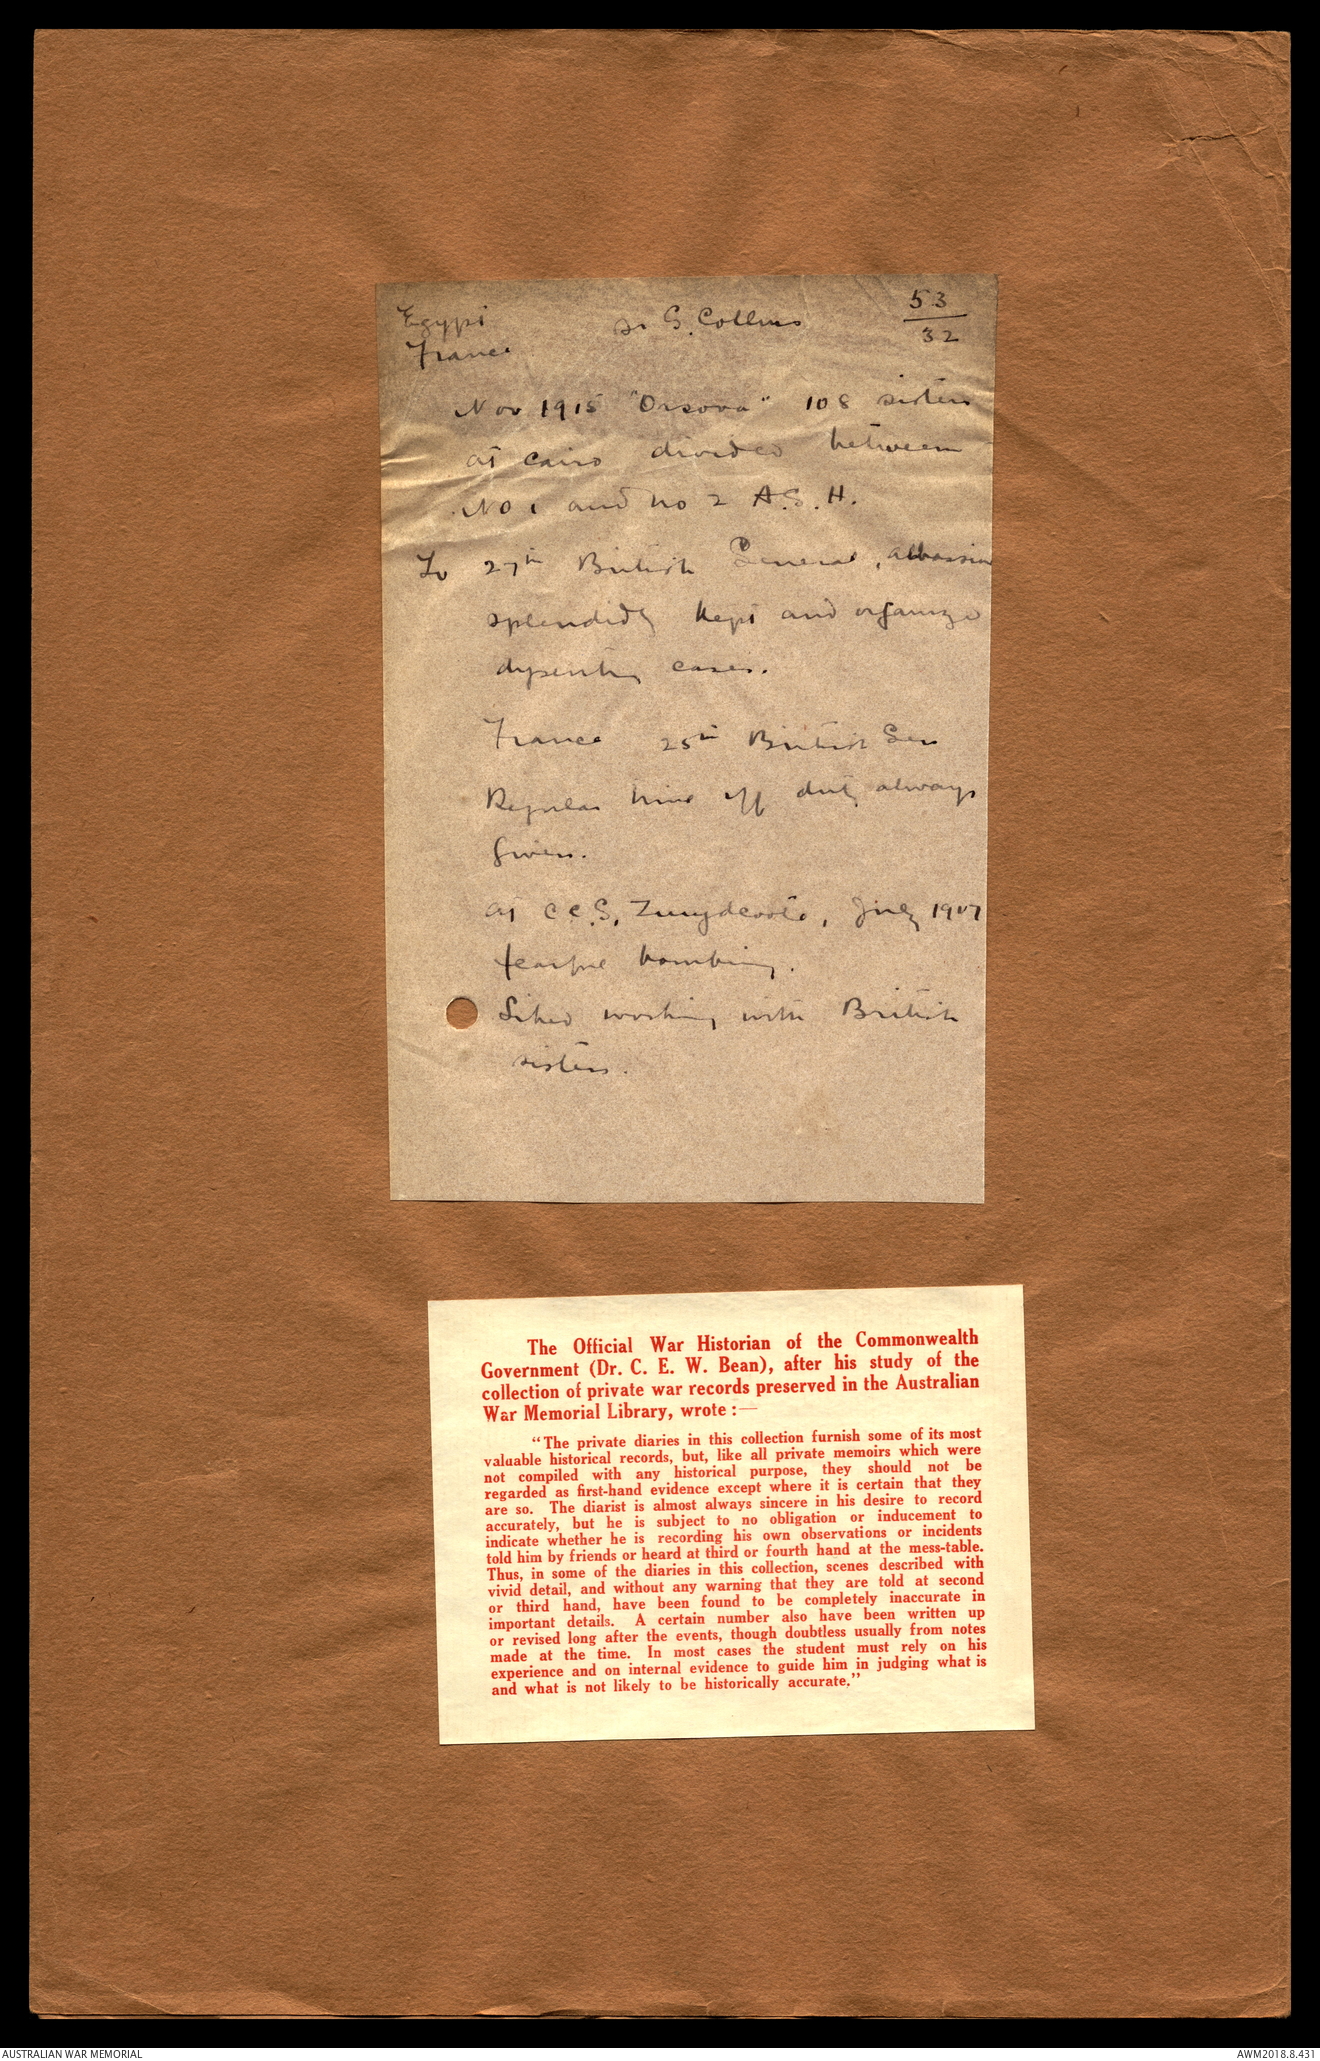 Egypt
France
Sr G. Collins
53
32
Nov 1915 "Orsova" 108 sisters
at Cairo divided between
No 1 and no 2 A.G.H.
To 27th British General, Abbassia
splendidly kept and organized
dysentry cases.
France 25th British Gen
Regular time off duty always
given.
at C.C.S, Zuydcoote, July 1917
fearful bombing.
Liked working with British
sisters.
The Official War Historian of the Commonwealth
Government (Dr. C. E. W. Bean), after his study of the
collection of private war records preserved in the Australian
War Memorial Library, wrote :—
"The private diaries in this collection furnish some of its most
valuable historical records, but, like all private memoirs which were
not compiled with any historical purpose, they should not be
regarded as first-hand evidence except where it is certain that they
are so. The diarist is almost always sincere in his desire to record
accurately, but he is subject to no obligation or inducement to
indicate whether he is recording his own observations or incidents
told him by friends or heard at third or fourth hand at the mess-table.
Thus, in some of the diaries in this collection, scenes described with
vivid detail, and without any warning that they are told at second
or third hand, have been found to be completely inaccurate in
important details. A certain number also have been written up
or revised long after the events, though doubtless usually from notes
made at the time. In most cases the student must rely on his
experience and on internal evidence to guide him in judging what is
and what is not likely to be historically accurate."
AUSTRALIAN WAR MEMORIAL
AWM2018.8.431